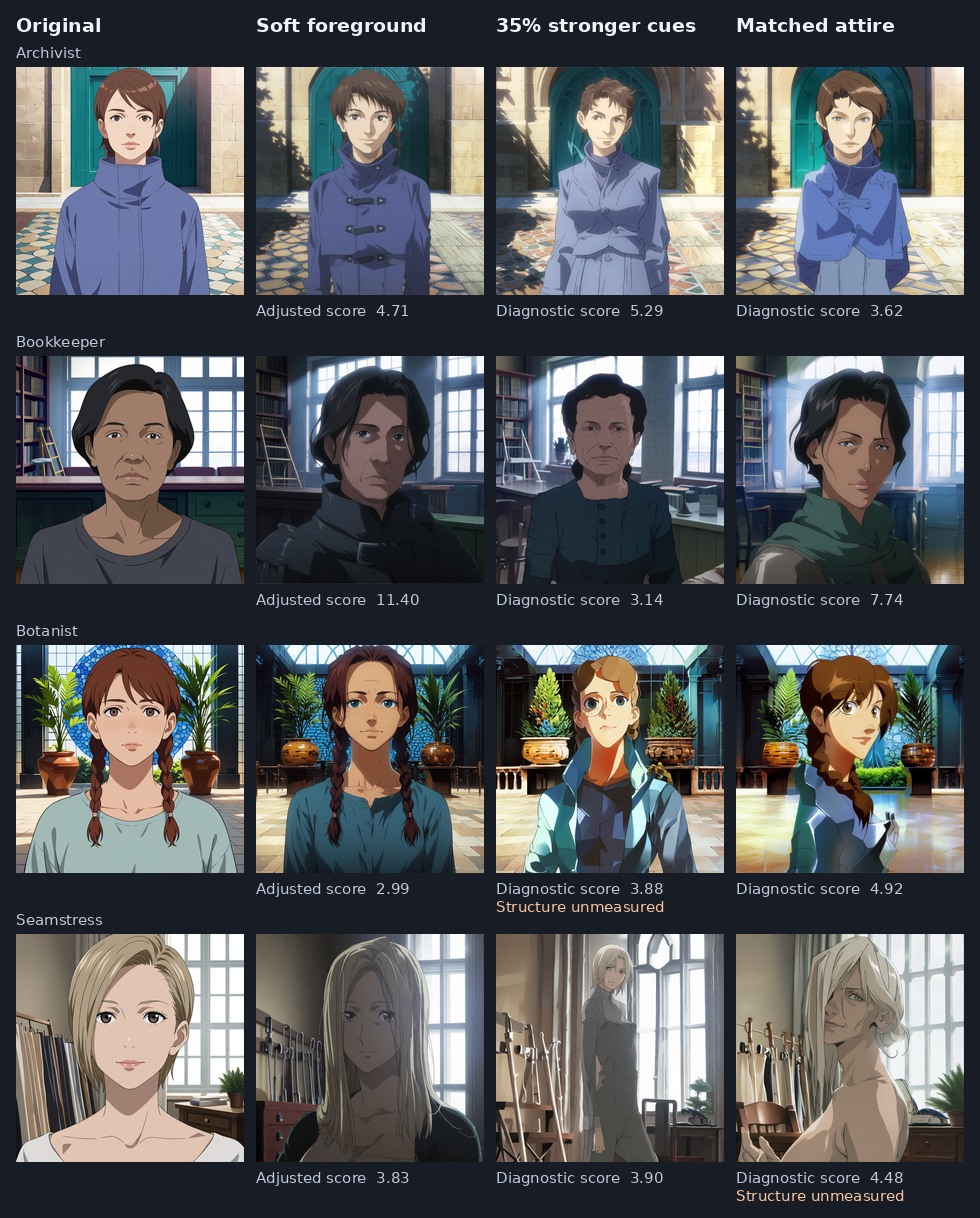 Original
Soft foreground
35% stronger cues
Matched attire
Archivist
Adjusted score 4.71
Diagnostic score 5.29
Diagnostic score 3.62
Bookkeeper
Adjusted score 11.40
Diagnostic score 3.14
Diagnostic score 7.74
Botanist
Adjusted score 2.99
Diagnostic score 3.88
Structure unmeasured
Diagnostic score 4.92
Seamstress
Adjusted score 3.83
Diagnostic score 3.90
Diagnostic score 4.48
Structure unmeasured